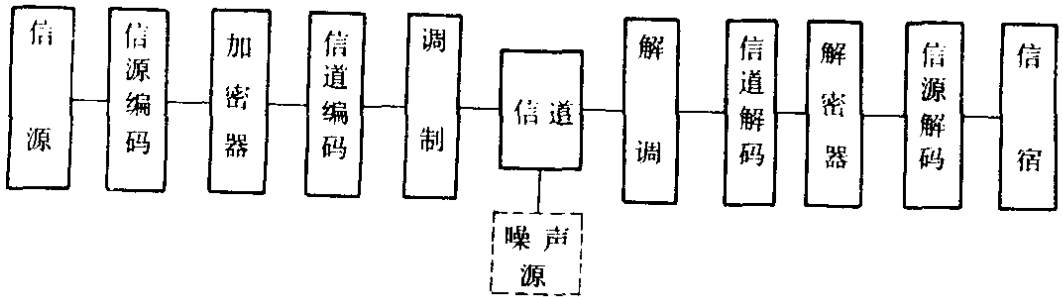 信源
信源编码
加密器
信道编码
调制
信道
噪声
源
解调
信道解码
解密器
信源解码
信宿